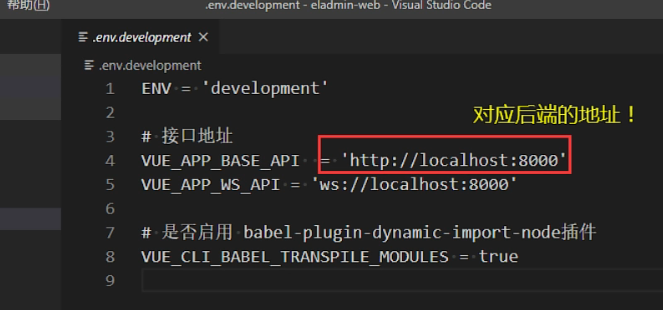 帮助(H)
.env.development - eladmin-web - Visual Studio Code
.env.development ×
.env.development
1 ENV = 'development'
2
对应后端的地址！
3 # 接口地址
4 VUE_APP_BASE_API  = 'http://localhost:8000'
5 VUE_APP_WS_API = 'ws://localhost:8000'
6
7 # 是否启用 babel-plugin-dynamic-import-node插件
8 VUE_CLI_BABEL_TRANSPILE_MODULES = true
9